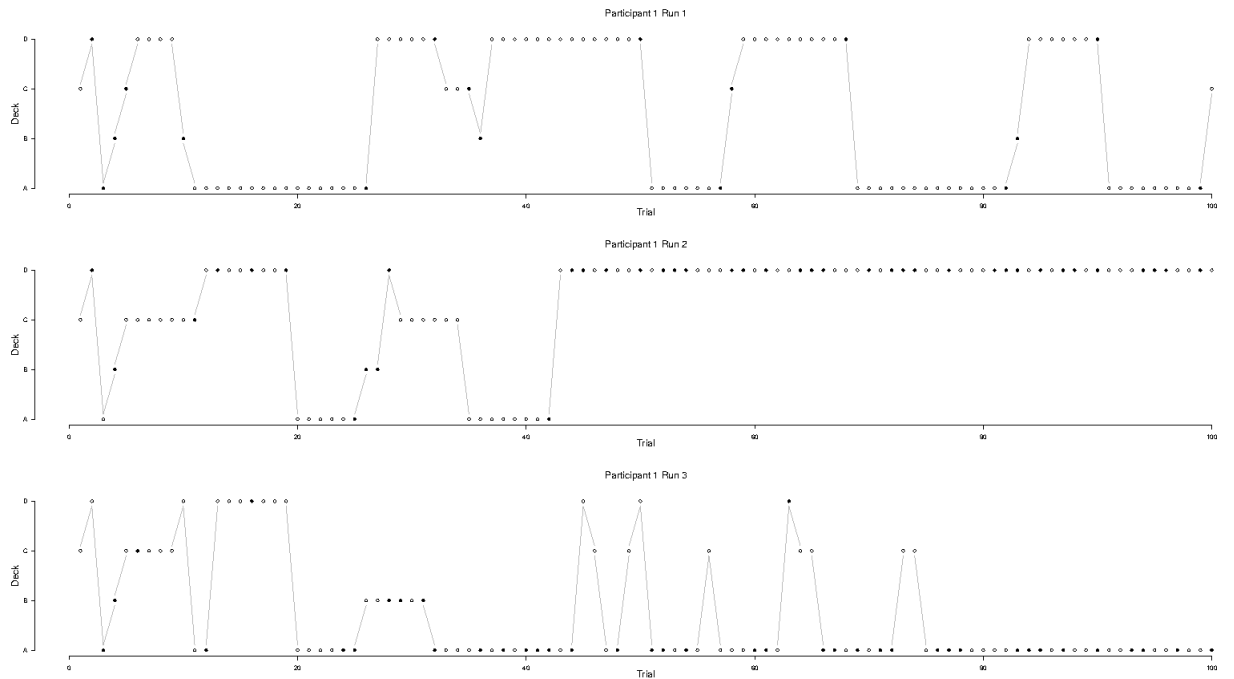 Participant 1 Run 1
Deck
D
C
B
A
0 20 40 60 80 100
Trial
Participant 1 Run 2
Deck
D
C
B
A
0 20 40 60 80 100
Trial
Participant 1 Run 3
Deck
D
C
B
A
0 20 40 60 80 100
Trial